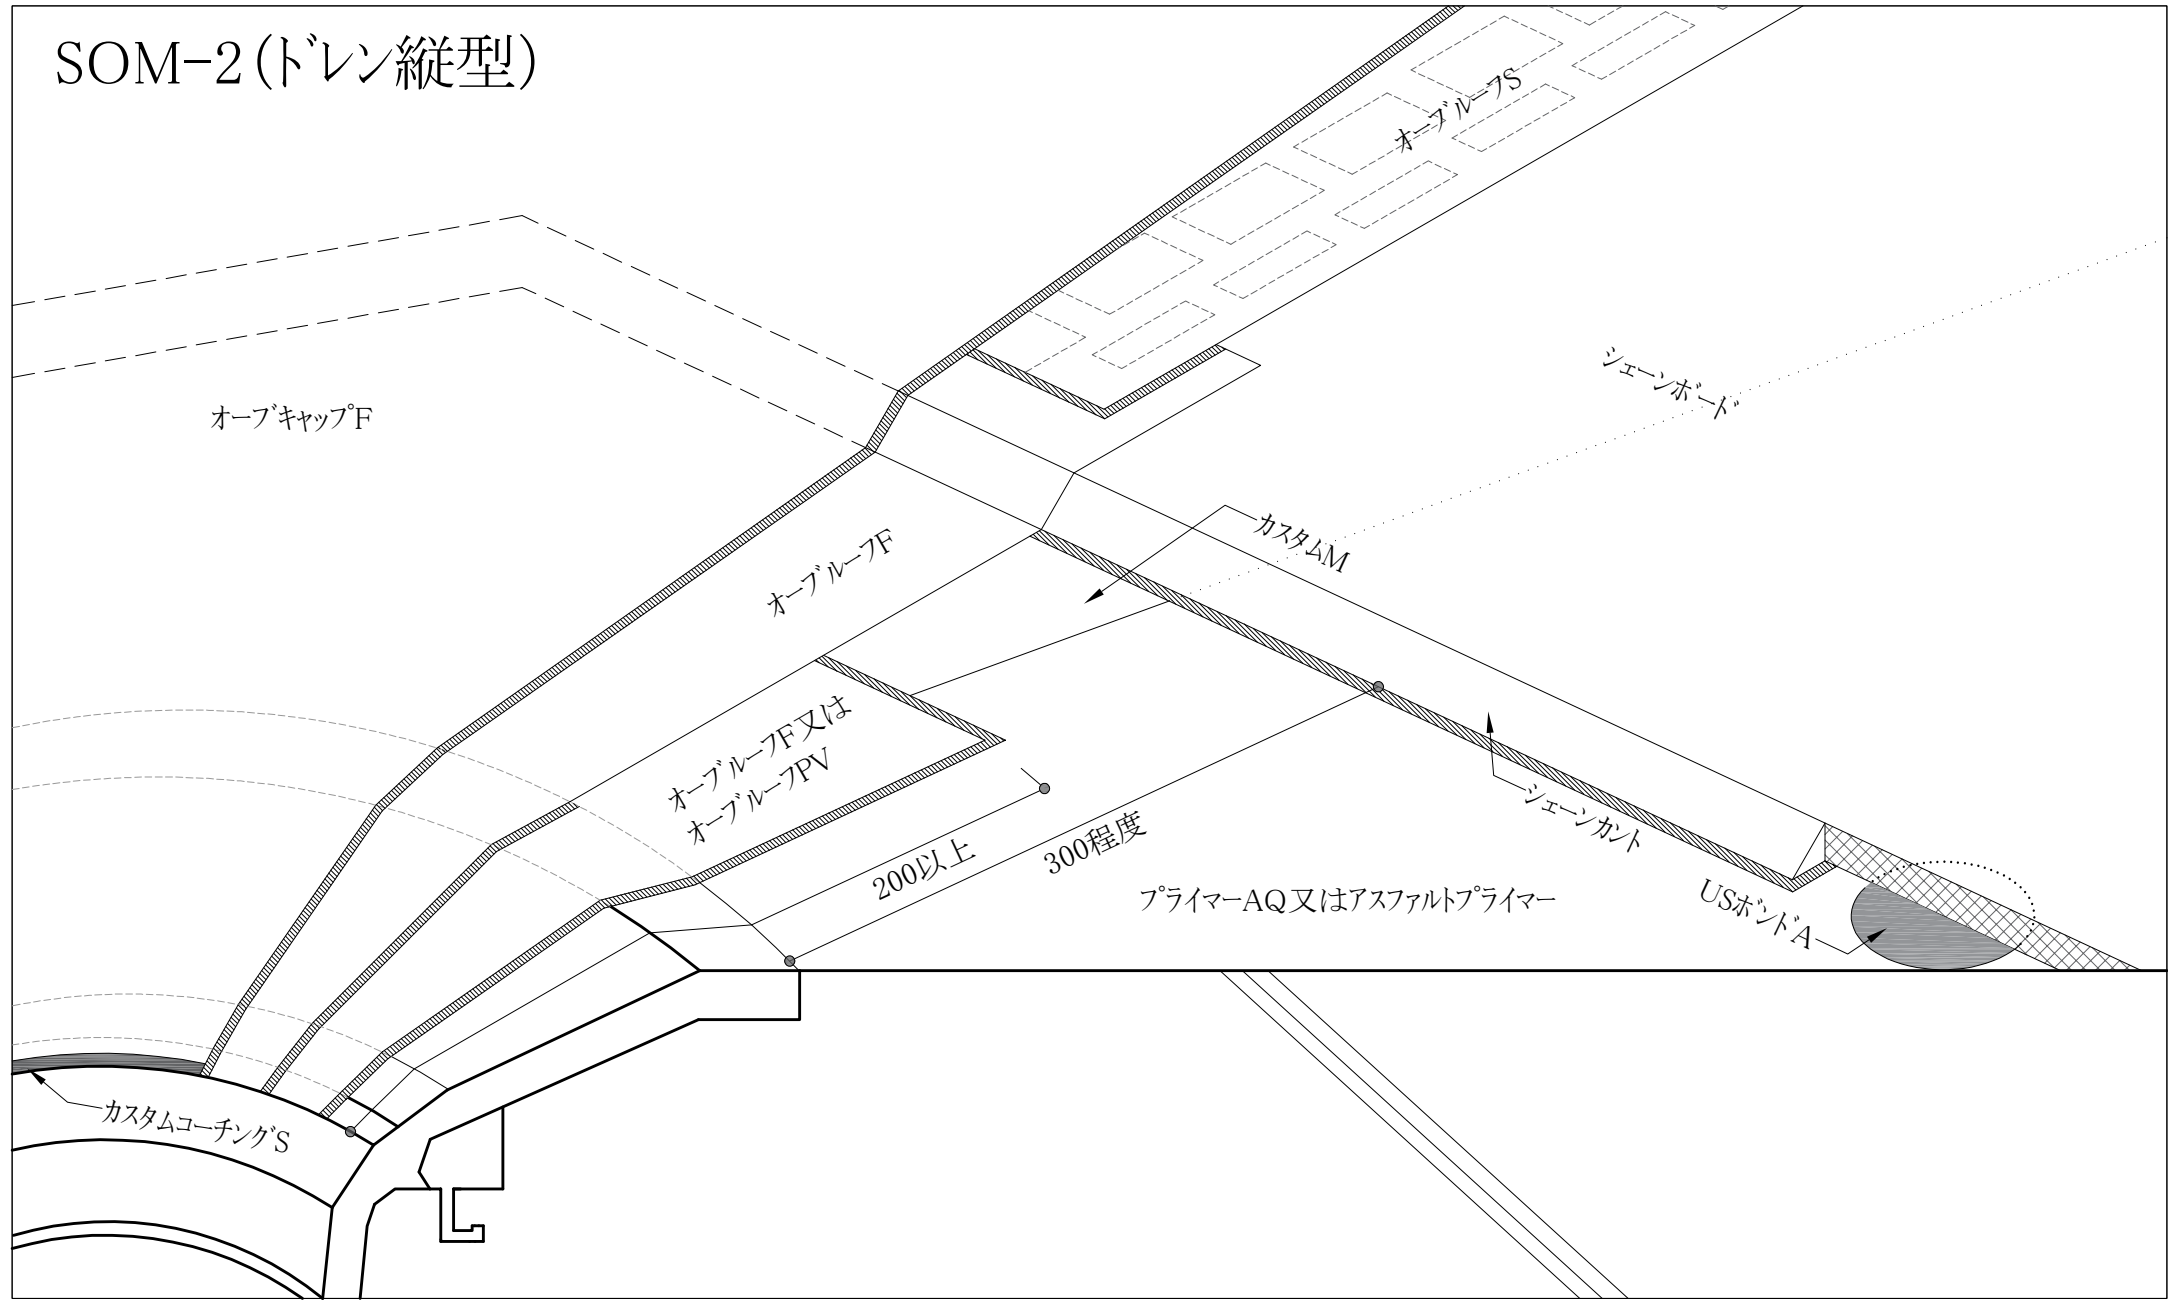 SOM-2(ドレン縦型)
オーブルーフS
シェーンボード
オーブキャップF
カスタムM
オーブルーフF
オーブルーフF又は
オーブルーフPV
シェーンカント
200以上
300程度
プライマーAQ又はアスファルトプライマー
USボンドA
カスタムコーチングS